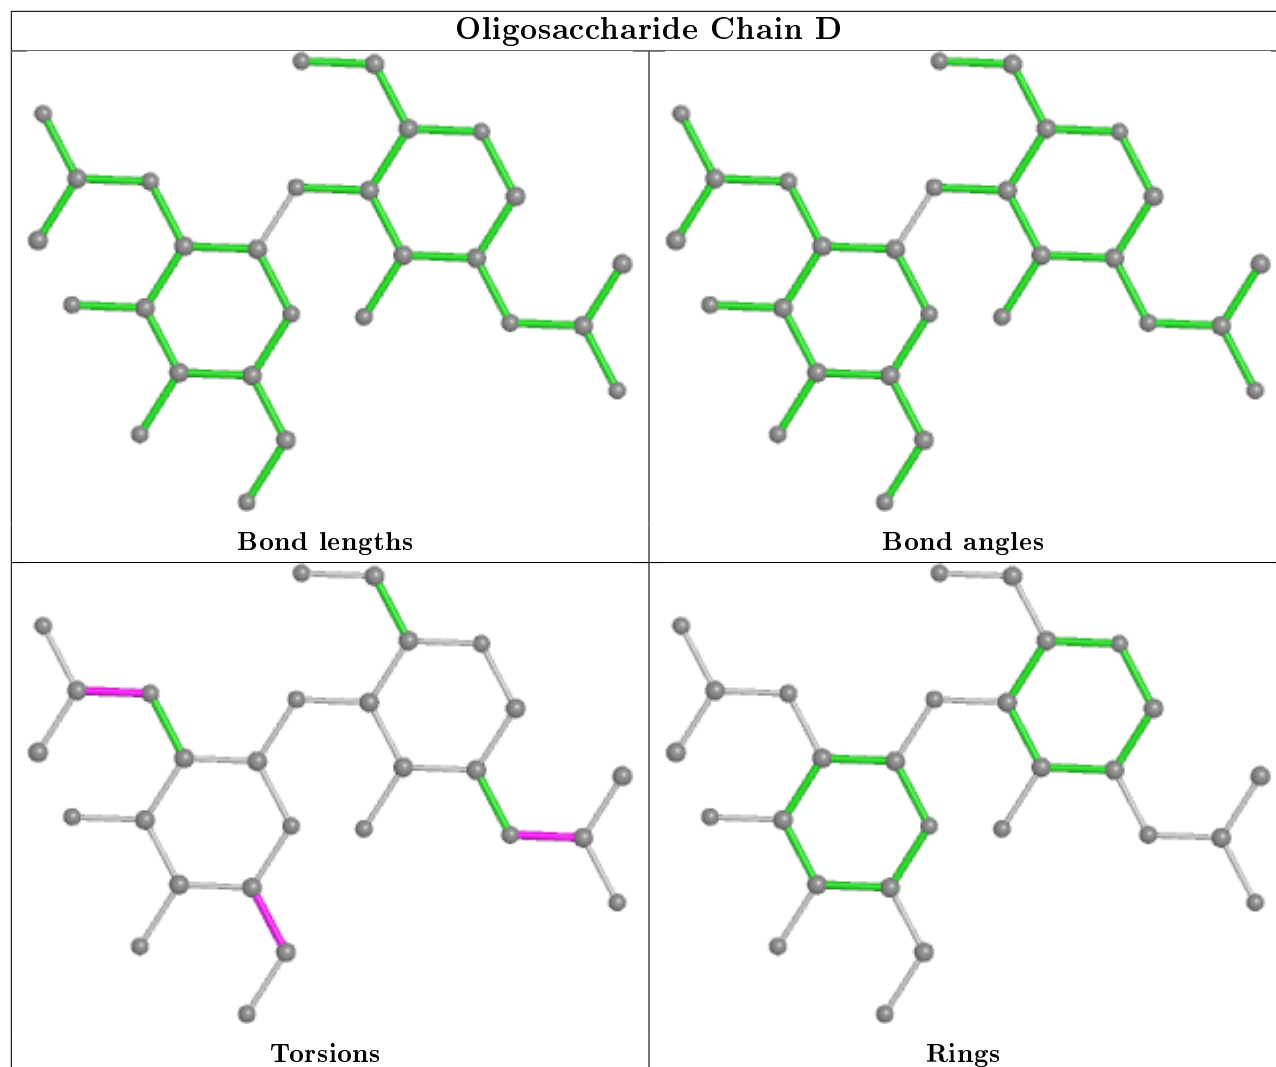 Oligosaccharide Chain D
Bond lengths
Bond angles
Torsions
Rings